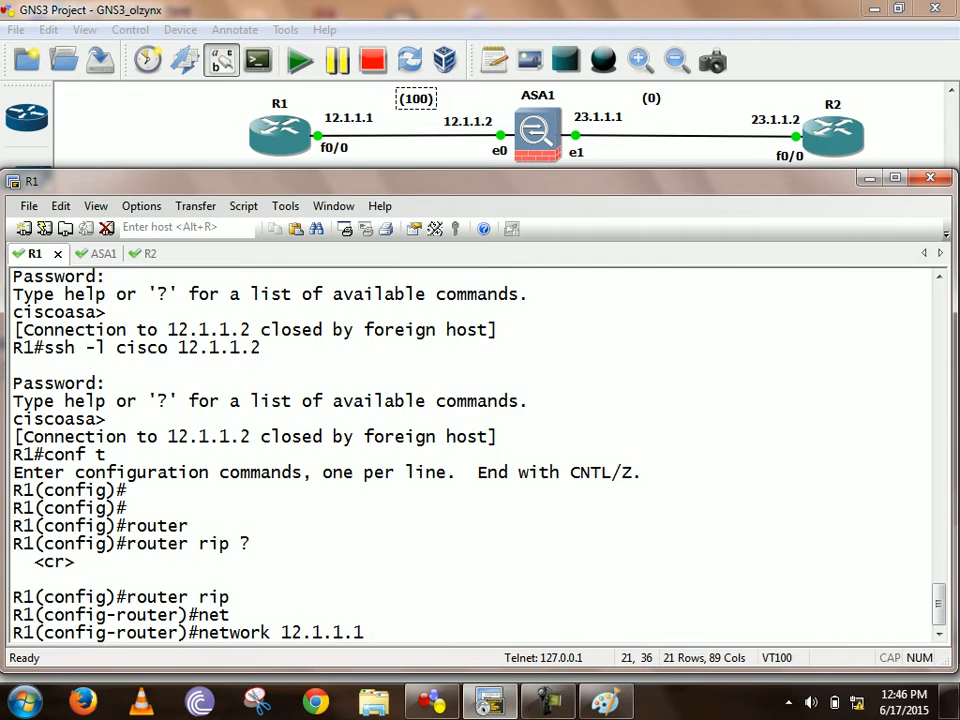 GNS3 Project - GNS3_olzynx
File Edit View Control Device Annotate Tools Help
R1
(100)
ASA1
(0)
R2
12.1.1.1
12.1.1.2
23.1.1.1
23.1.1.2
f0/0
e0
e1
f0/0
R1
File Edit View Options Transfer Script Tools Window Help
Enter host <Alt+R>
R1 ASA1 R2
Password:
Type help or '?' for a list of available commands.
ciscoasa>
[Connection to 12.1.1.2 closed by foreign host]
R1#ssh -l cisco 12.1.1.2
Password:
Type help or '?' for a list of available commands.
ciscoasa>
[Connection to 12.1.1.2 closed by foreign host]
R1#conf t
Enter configuration commands, one per line.  End with CNTL/Z.
R1(config)#
R1(config)#
R1(config)#router
R1(config)#router rip ?
  <cr>
R1(config)#router rip
R1(config-router)#net
R1(config-router)#network 12.1.1.1
Ready Telnet: 127.0.0.1 21, 36 21 Rows, 89 Cols VT100 CAP NUM
12:46 PM
6/17/2015